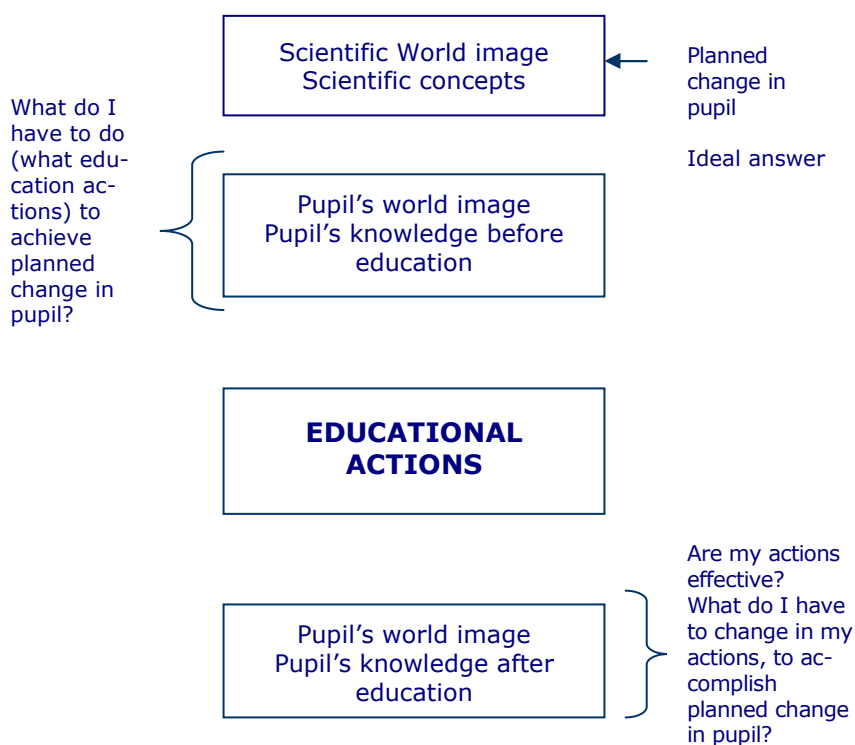 Scientific World image
Scientific concepts
Planned
change in
pupil
Ideal answer
What do I
have to do
(what edu-
cation ac-
tions) to
achieve
planned
change in
pupil?
Pupil’s world image
Pupil’s knowledge before
education
EDUCATIONAL
ACTIONS
Pupil’s world image
Pupil’s knowledge after
education
Are my actions
effective?
What do I have
to change in my
actions, to ac-
complish
planned change
in pupil?